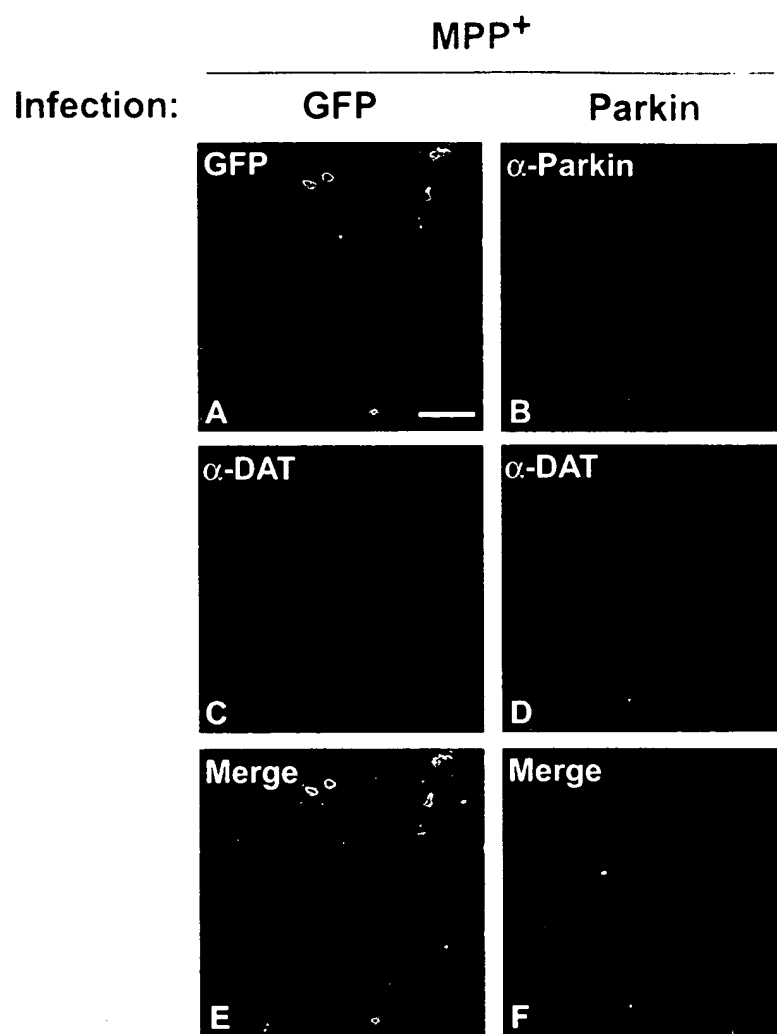 MPP+
Infection: GFP Parkin
GFP α-Parkin
A B
α-DAT α-DAT
C D
Merge Merge
E F